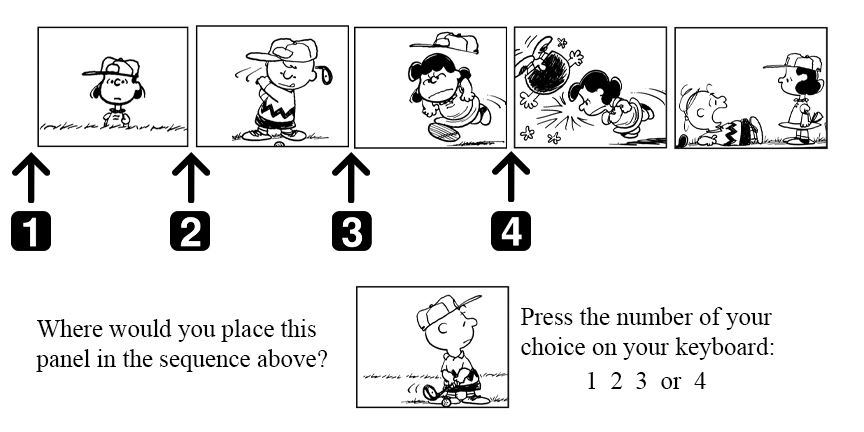 1 2 3 4
Where would you place this
panel in the sequence above?
Press the number of your
choice on your keyboard:
1 2 3 or 4